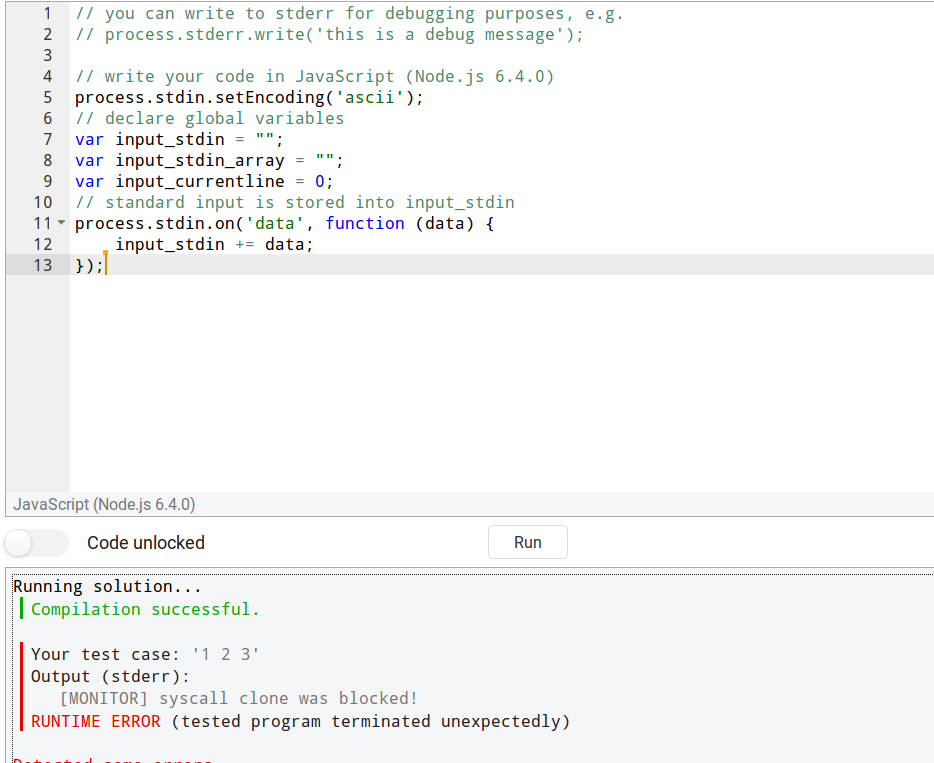 1 // you can write to stderr for debugging purposes, e.g.
2 // process.stderr.write('this is a debug message');
3
4 // write your code in JavaScript (Node.js 6.4.0)
5 process.stdin.setEncoding('ascii');
6 // declare global variables
7 var input_stdin = "";
8 var input_stdin_array = "";
9 var input_currentline = 0;
10 // standard input is stored into input_stdin
11 process.stdin.on('data', function (data) {
12     input_stdin += data;
13 });
JavaScript (Node.js 6.4.0)
Code unlocked Run
Running solution...
Compilation successful.
Your test case: '1 2 3'
Output (stderr):
[MONITOR] syscall clone was blocked!
RUNTIME ERROR (tested program terminated unexpectedly)
Detected some errors.